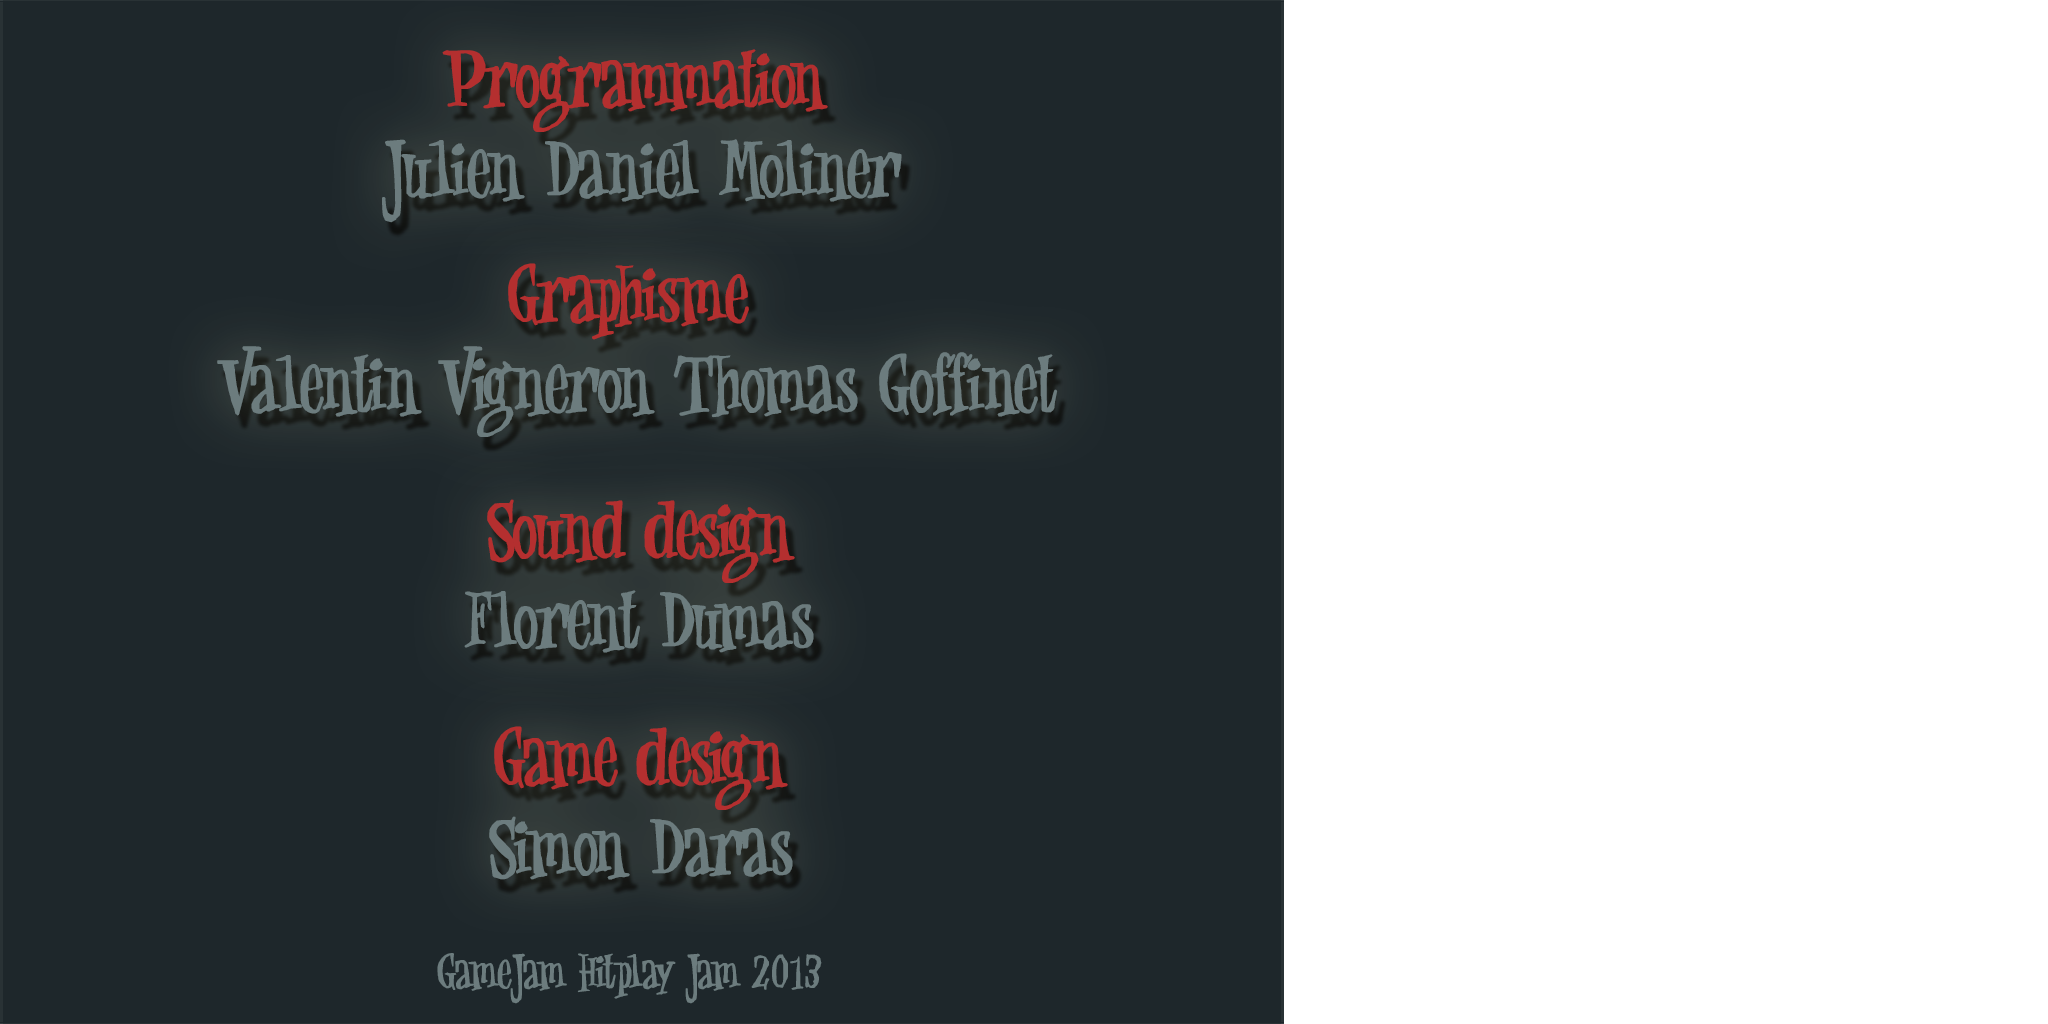 Programmation
Julien Daniel Moliner
Graphisme
Valentin Vigneron Thomas Goffinet
Sound design
Florent Dumas
Game design
Simon Daras
GameJam Hitplay Jam 2013